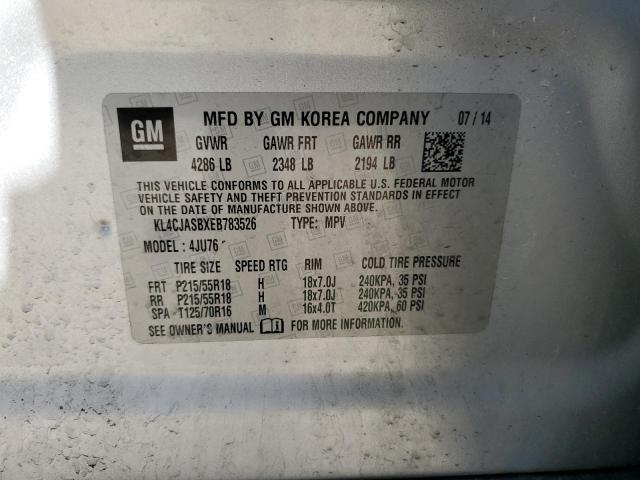 GM MFD BY GM KOREA COMPANY 07/14
GVWR GAWR FRT GAWR RR
4286 LB 2348 LB 2194 LB
THIS VEHICLE CONFORMS TO ALL APPLICABLE U.S. FEDERAL MOTOR
VEHICLE SAFETY AND THEFT PREVENTION STANDARDS IN EFFECT
ON THE DATE OF MANUFACTURE SHOWN ABOVE.
KL4CJASBXEB783526 TYPE: MPV
MODEL: 4JU76
TIRE SIZE SPEED RTG RIM COLD TIRE PRESSURE
FRT P215/55R18 H 18x7.0J 240KPA, 35 PSI
RR P215/55R18 H 18x7.0J 240KPA, 35 PSI
SPA T125/70R16 M 16x4.0T 420KPA, 60 PSI
SEE OWNER'S MANUAL FOR MORE INFORMATION.